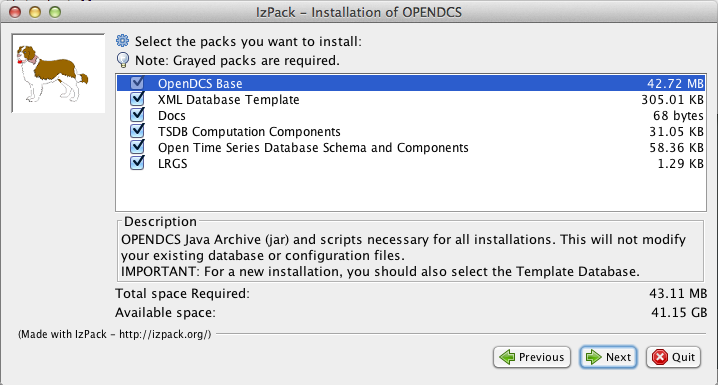 IzPack - Installation of OPENDCS
Select the packs you want to install:
Note: Grayed packs are required.
OpenDCS Base 42.72 MB
XML Database Template 305.01 KB
Docs 68 bytes
TSDB Computation Components 31.05 KB
Open Time Series Database Schema and Components 58.36 KB
LRGS 1.29 KB
Description
OPENDCS Java Archive (jar) and scripts necessary for all installations. This will not modify
your existing database or configuration files.
IMPORTANT: For a new installation, you should also select the Template Database.
Total space Required: 43.11 MB
Available space: 41.15 GB
(Made with IzPack - http://izpack.org/)
Previous Next Quit